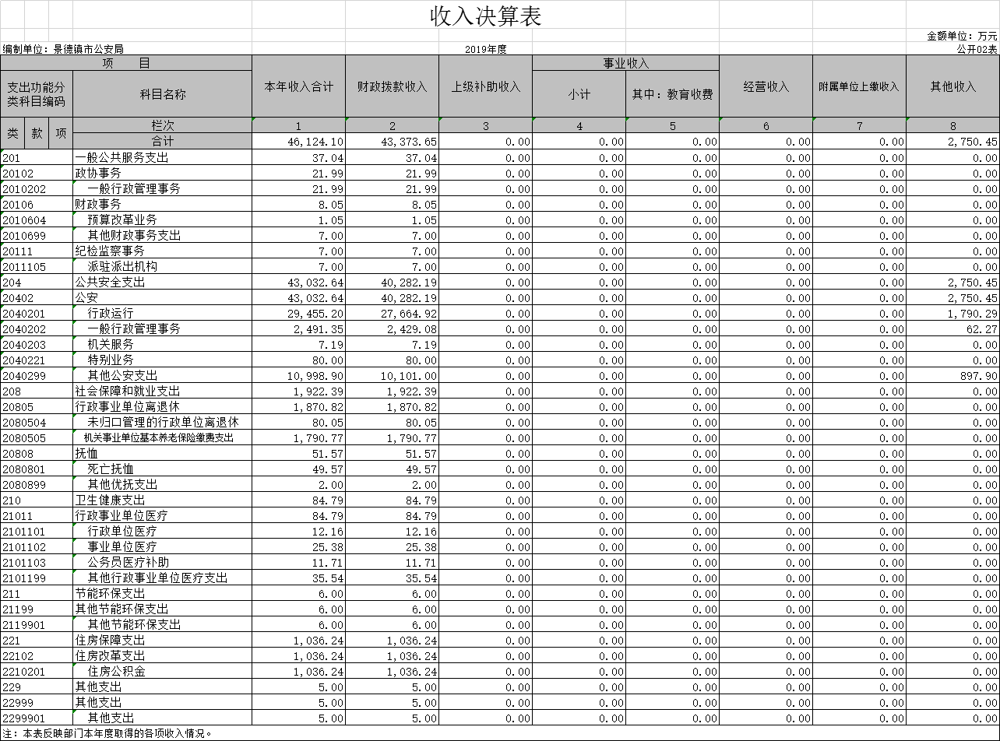 收入决算表
金额单位：万元
编制单位：景德镇市公安局 2019年度 公开02表
项 目 本年收入合计 财政拨款收入 上级补助收入 事业收入 经营收入 附属单位上缴收入 其他收入
支出功能分类科目编码 科目名称 小计 其中：教育收费
类 款 项 栏次 1 2 3 4 5 6 7 8
合计 46,124.10 43,373.65 0.00 0.00 0.00 0.00 0.00 2,750.45
201 一般公共服务支出 37.04 37.04 0.00 0.00 0.00 0.00 0.00 0.00
20102 政协事务 21.99 21.99 0.00 0.00 0.00 0.00 0.00 0.00
2010202 一般行政管理事务 21.99 21.99 0.00 0.00 0.00 0.00 0.00 0.00
20106 财政事务 8.05 8.05 0.00 0.00 0.00 0.00 0.00 0.00
2010604 预算改革业务 1.05 1.05 0.00 0.00 0.00 0.00 0.00 0.00
2010699 其他财政事务支出 7.00 7.00 0.00 0.00 0.00 0.00 0.00 0.00
20111 纪检监察事务 7.00 7.00 0.00 0.00 0.00 0.00 0.00 0.00
2011105 派驻派出机构 7.00 7.00 0.00 0.00 0.00 0.00 0.00 0.00
204 公共安全支出 43,032.64 40,282.19 0.00 0.00 0.00 0.00 0.00 2,750.45
20402 公安 43,032.64 40,282.19 0.00 0.00 0.00 0.00 0.00 2,750.45
2040201 行政运行 29,455.20 27,664.92 0.00 0.00 0.00 0.00 0.00 1,790.29
2040202 一般行政管理事务 2,491.35 2,429.08 0.00 0.00 0.00 0.00 0.00 62.27
2040203 机关服务 7.19 7.19 0.00 0.00 0.00 0.00 0.00 0.00
2040221 特别业务 80.00 80.00 0.00 0.00 0.00 0.00 0.00 0.00
2040299 其他公安支出 10,998.90 10,101.00 0.00 0.00 0.00 0.00 0.00 897.90
208 社会保障和就业支出 1,922.39 1,922.39 0.00 0.00 0.00 0.00 0.00 0.00
20805 行政事业单位离退休 1,870.82 1,870.82 0.00 0.00 0.00 0.00 0.00 0.00
2080504 未归口管理的行政单位离退休 80.05 80.05 0.00 0.00 0.00 0.00 0.00 0.00
2080505 机关事业单位基本养老保险缴费支出 1,790.77 1,790.77 0.00 0.00 0.00 0.00 0.00 0.00
20808 抚恤 51.57 51.57 0.00 0.00 0.00 0.00 0.00 0.00
2080801 死亡抚恤 49.57 49.57 0.00 0.00 0.00 0.00 0.00 0.00
2080899 其他优抚支出 2.00 2.00 0.00 0.00 0.00 0.00 0.00 0.00
210 卫生健康支出 84.79 84.79 0.00 0.00 0.00 0.00 0.00 0.00
21011 行政事业单位医疗 84.79 84.79 0.00 0.00 0.00 0.00 0.00 0.00
2101101 行政单位医疗 12.16 12.16 0.00 0.00 0.00 0.00 0.00 0.00
2101102 事业单位医疗 25.38 25.38 0.00 0.00 0.00 0.00 0.00 0.00
2101103 公务员医疗补助 11.71 11.71 0.00 0.00 0.00 0.00 0.00 0.00
2101199 其他行政事业单位医疗支出 35.54 35.54 0.00 0.00 0.00 0.00 0.00 0.00
211 节能环保支出 6.00 6.00 0.00 0.00 0.00 0.00 0.00 0.00
21199 其他节能环保支出 6.00 6.00 0.00 0.00 0.00 0.00 0.00 0.00
2119901 其他节能环保支出 6.00 6.00 0.00 0.00 0.00 0.00 0.00 0.00
221 住房保障支出 1,036.24 1,036.24 0.00 0.00 0.00 0.00 0.00 0.00
22102 住房改革支出 1,036.24 1,036.24 0.00 0.00 0.00 0.00 0.00 0.00
2210201 住房公积金 1,036.24 1,036.24 0.00 0.00 0.00 0.00 0.00 0.00
229 其他支出 5.00 5.00 0.00 0.00 0.00 0.00 0.00 0.00
22999 其他支出 5.00 5.00 0.00 0.00 0.00 0.00 0.00 0.00
2299901 其他支出 5.00 5.00 0.00 0.00 0.00 0.00 0.00 0.00
注：本表反映部门本年度取得的各项收入情况。